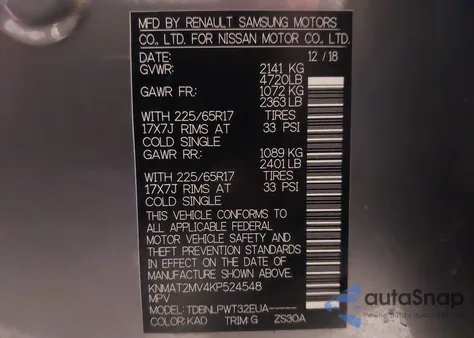 MFD BY RENAULT SAMSUNG MOTORS
CO., LTD. FOR NISSAN MOTOR CO., LTD.
DATE: 12/18
GVWR: 2141 KG
4720LB
GAWR FR: 1072 KG
2363LB
WITH 225/65R17 TIRES
17X7J RIMS AT 33 PSI
COLD SINGLE
GAWR RR: 1089 KG
2401LB
WITH 225/65R17 TIRES
17X7J RIMS AT 33 PSI
COLD SINGLE
THIS VEHICLE CONFORMS TO
ALL APPLICABLE FEDERAL
MOTOR VEHICLE SAFETY AND
THEFT PREVENTION STANDARDS
IN EFFECT ON THE DATE OF
MANUFACTURE SHOWN ABOVE.
KNMAT2MV4KP524548
MPV
MODEL: TDBNLPWT32EUA-----
COLOR: KAD TRIM: G ZS30A
autoSnap
Powered by